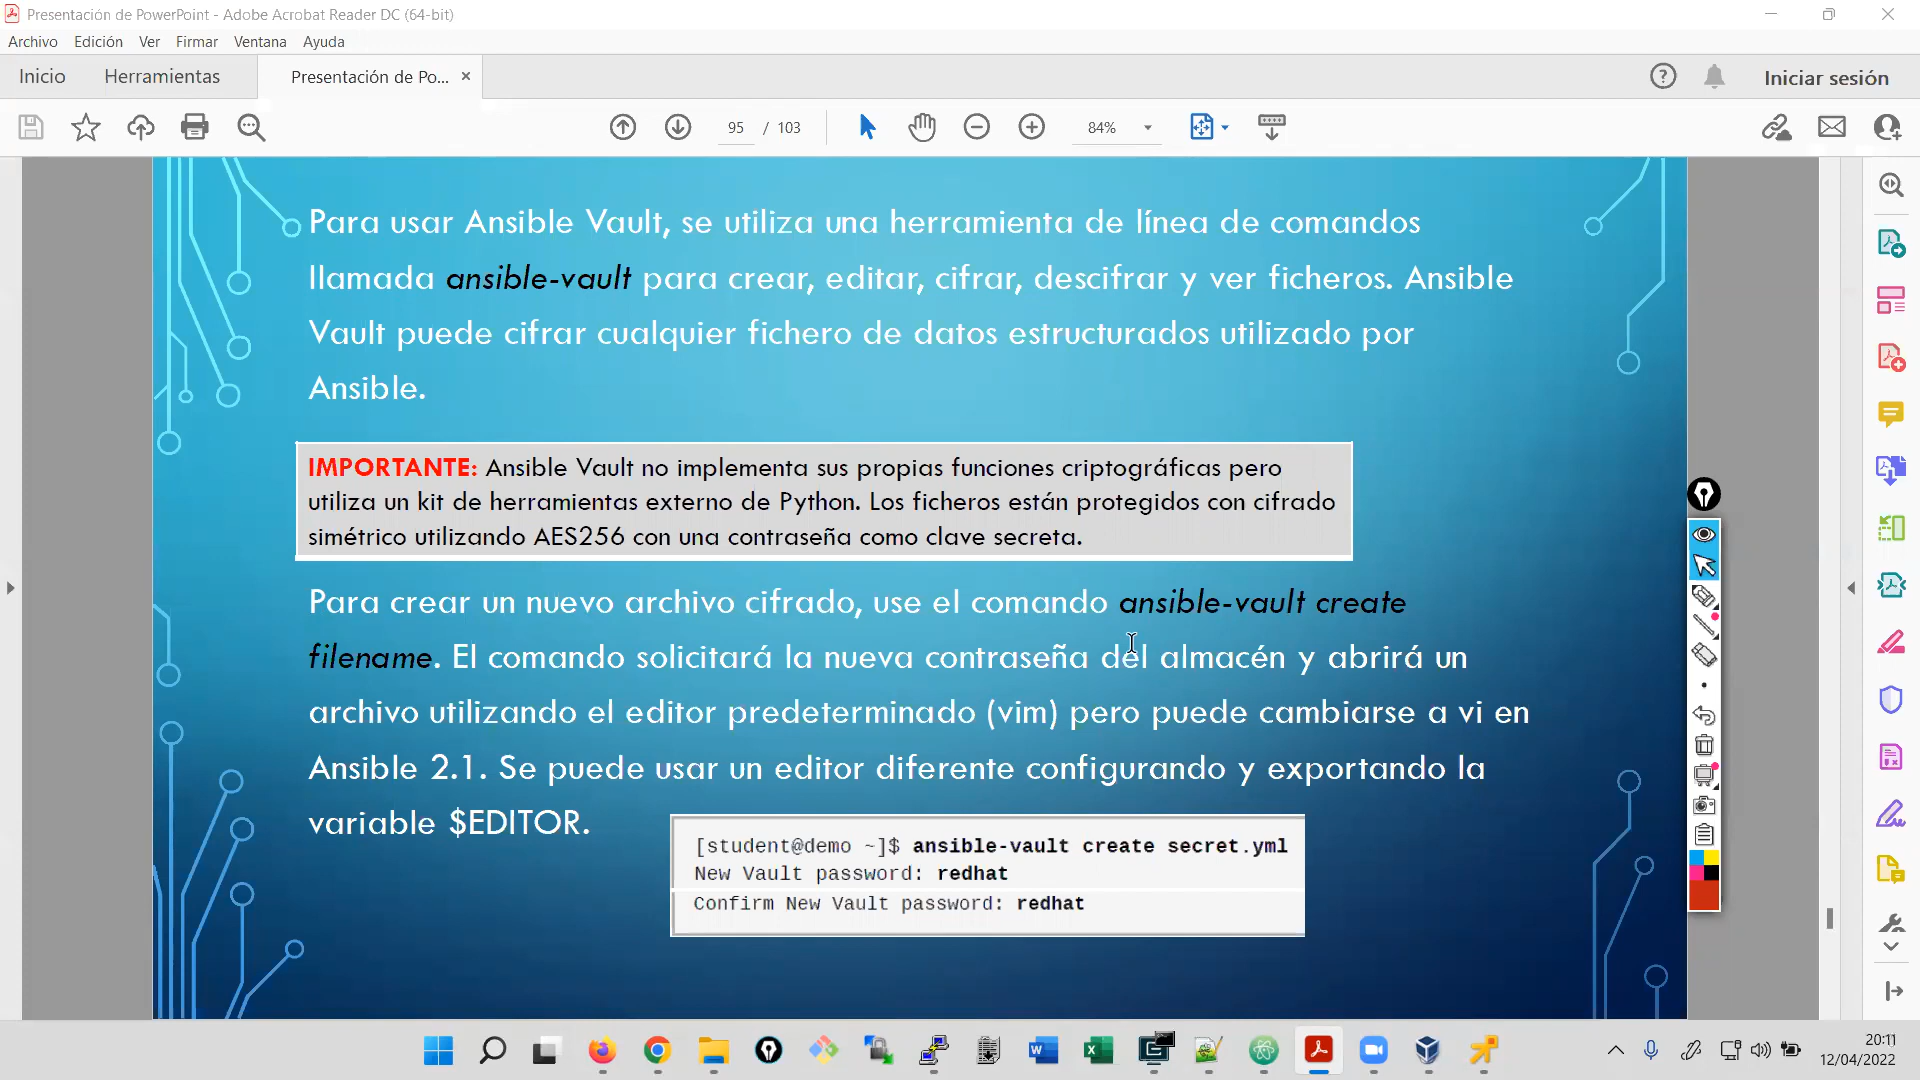 Presentación de PowerPoint - Adobe Acrobat Reader DC (64-bit)
Archivo Edición Ver Firmar Ventana Ayuda
Inicio Herramientas Presentación de Po... × Iniciar sesión
95 / 103 84%
Para usar Ansible Vault, se utiliza una herramienta de línea de comandos
llamada ansible-vault para crear, editar, cifrar, descifrar y ver ficheros. Ansible
Vault puede cifrar cualquier fichero de datos estructurados utilizado por
Ansible.
IMPORTANTE: Ansible Vault no implementa sus propias funciones criptográficas pero
utiliza un kit de herramientas externo de Python. Los ficheros están protegidos con cifrado
simétrico utilizando AES256 con una contraseña como clave secreta.
Para crear un nuevo archivo cifrado, use el comando ansible-vault create
filename. El comando solicitará la nueva contraseña del almacén y abrirá un
archivo utilizando el editor predeterminado (vim) pero puede cambiarse a vi en
Ansible 2.1. Se puede usar un editor diferente configurando y exportando la
variable $EDITOR.
[student@demo ~]$ ansible-vault create secret.yml
New Vault password: redhat
Confirm New Vault password: redhat
20:11
12/04/2022